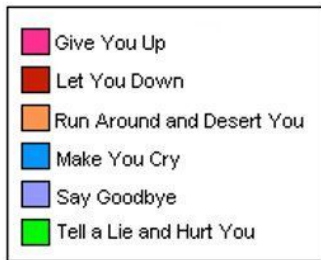 Give You Up
Let You Down
Run Around and Desert You
Make You Cry
Say Goodbye
Tell a Lie and Hurt You